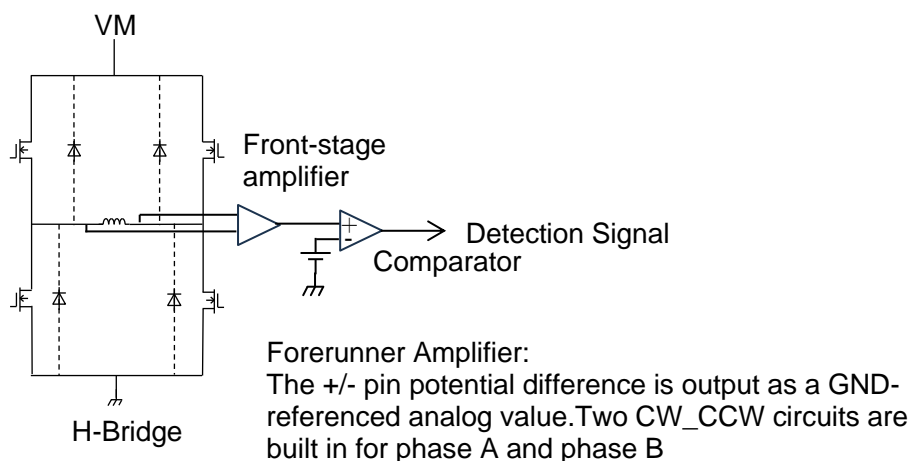 VM
Front-stage
amplifier
+
-
Detection Signal
Comparator
H-Bridge
Forerunner Amplifier:
The +/- pin potential difference is output as a GND-
referenced analog value.Two CW_CCW circuits are
built in for phase A and phase B